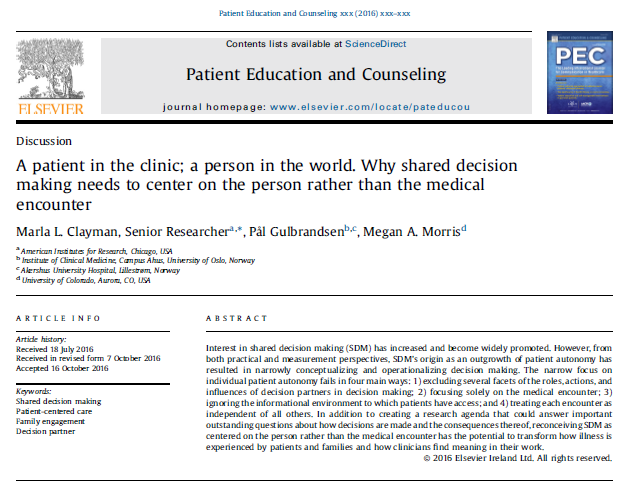 Patient Education and Counseling xxx (2016) xxx–xxx
Contents lists available at ScienceDirect
Patient Education and Counseling
journal homepage: www.elsevier.com/locate/pateducou
ELSEVIER
PEC
Discussion
A patient in the clinic; a person in the world. Why shared decision
making needs to center on the person rather than the medical
encounter
Marla L. Clayman, Senior Researcherᵃ,*, Pål Gulbrandsenᵇ,ᶜ, Megan A. Morrisᵈ
ᵃ American Institutes for Research, Chicago, USA
ᵇ Institute of Clinical Medicine, Campus Ahus, University of Oslo, Norway
ᶜ Akershus University Hospital, Lillestrøm, Norway
ᵈ University of Colorado, Aurora, CO, USA
ARTICLE INFO
Article history:
Received 18 July 2016
Received in revised form 7 October 2016
Accepted 16 October 2016
Keywords:
Shared decision making
Patient-centered care
Family engagement
Decision partner
ABSTRACT
Interest in shared decision making (SDM) has increased and become widely promoted. However, from
both practical and measurement perspectives, SDM's origin as an outgrowth of patient autonomy has
resulted in narrowly conceptualizing and operationalizing decision making. The narrow focus on
individual patient autonomy fails in four main ways: 1) excluding several facets of the roles, actions, and
influences of decision partners in decision making; 2) focusing solely on the medical encounter; 3)
ignoring the informational environment to which patients have access; and 4) treating each encounter as
independent of all others. In addition to creating a research agenda that could answer important
outstanding questions about how decisions are made and the consequences thereof, reconceiving SDM as
centered on the person rather than the medical encounter has the potential to transform how illness is
experienced by patients and families and how clinicians find meaning in their work.
© 2016 Elsevier Ireland Ltd. All rights reserved.